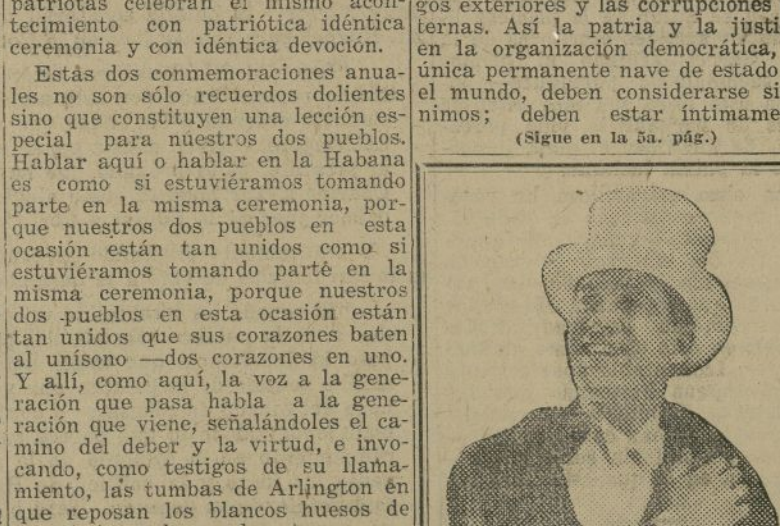 patriotas celebran el mismo acon-
tecimiento con patriótica idéntica
ceremonia y con idéntica devoción.
Estas dos conmemoraciones anua-
les no son sólo recuerdos dolientes
sino que constituyen una lección es-
pecial para nuestros dos pueblos.
Hablar aquí o hablar en la Habana
es como si estuviéramos tomando
parte en la misma ceremonia, por-
que nuestros dos pueblos en esta
ocasión están tan unidos como si
estuviéramos tomando parte en la
misma ceremonia, porque nuestros
dos pueblos en esta ocasión están
tan unidos que sus corazones baten
al unísono —dos corazones en uno.
Y allí, como aquí, la voz a la gene-
ración que pasa habla a la gene-
ración que viene, señalándoles el ca-
mino del deber y la virtud, e invo-
cando, como testigos de su llama-
miento, las tumbas de Arlington en
que reposan los blancos huesos de
gos exteriores y las corrupciones
ternas. Así la patria y la justi
en la organización democrática,
única permanente nave de estado
el mundo, deben considerarse si
nimos; deben estar íntimame
(Sigue en la 5a. pág.)